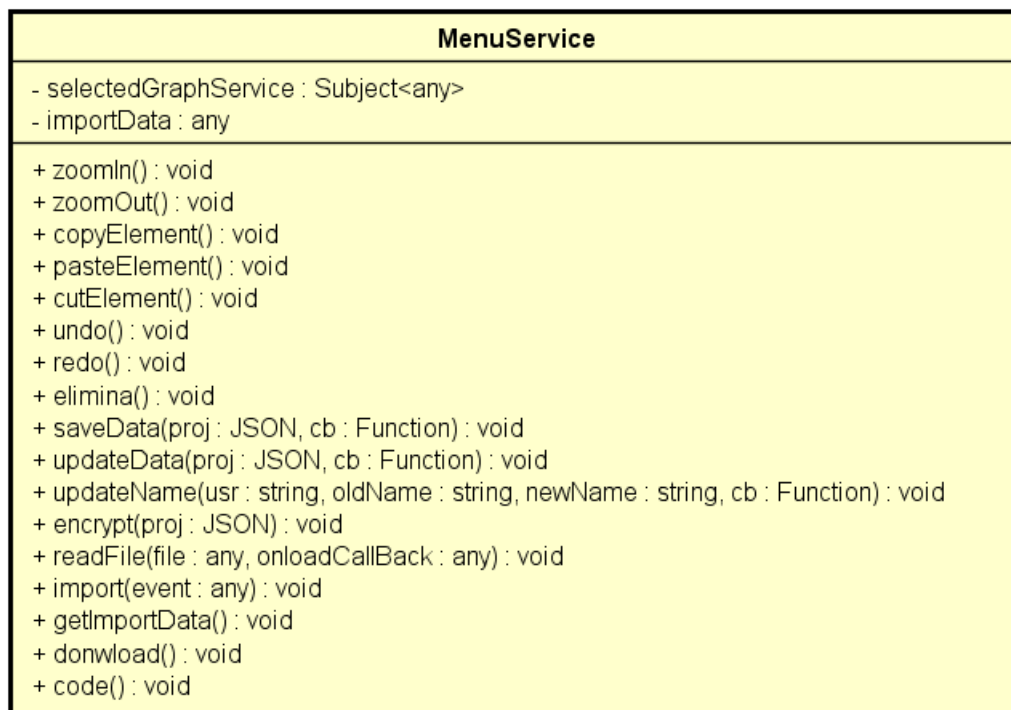 MenuService
- selectedGraphService : Subject<any>
- importData : any
+ zoomIn() : void
+ zoomOut() : void
+ copyElement() : void
+ pasteElement() : void
+ cutElement() : void
+ undo() : void
+ redo() : void
+ elimina() : void
+ saveData(proj : JSON, cb : Function) : void
+ updateData(proj : JSON, cb : Function) : void
+ updateName(usr : string, oldName : string, newName : string, cb : Function) : void
+ encrypt(proj : JSON) : void
+ readFile(file : any, onloadCallBack : any) : void
+ import(event : any) : void
+ getImportData() : void
+ donwload() : void
+ code() : void